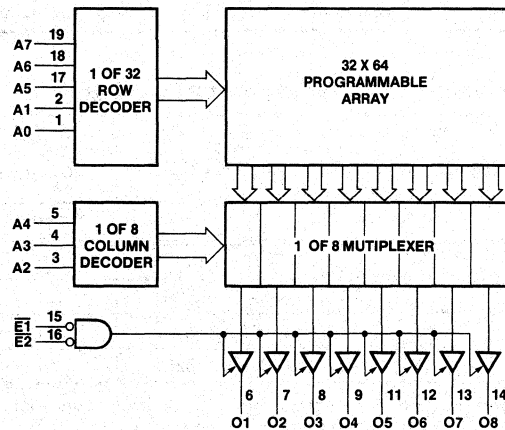 A7 19
A6 18
A5 17
A1 2
A0 1
1 OF 32
ROW
DECODER
32 X 64
PROGRAMMABLE
ARRAY
A4 5
A3 4
A2 3
1 OF 8
COLUMN
DECODER
1 OF 8 MUTIPLEXER
E1 15
E2 16
6 7 8 9 11 12 13 14
O1 O2 O3 O4 O5 O6 O7 O8